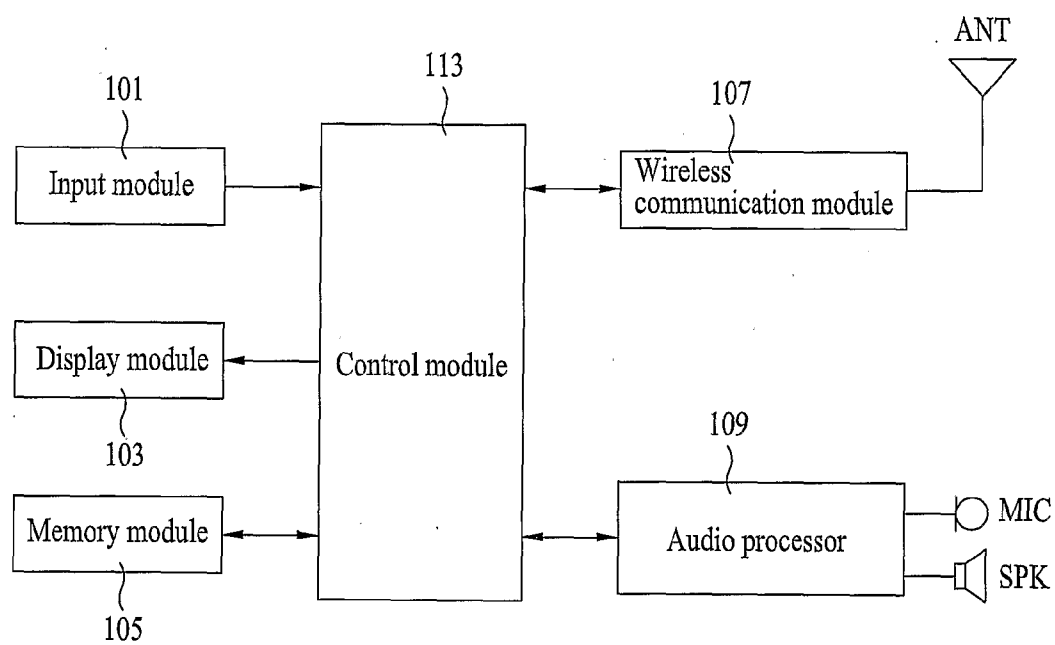 ANT
101
113
107
Input module
Wireless
communication module
Display module
Control module
103
109
Memory module
Audio processor
MIC
SPK
105